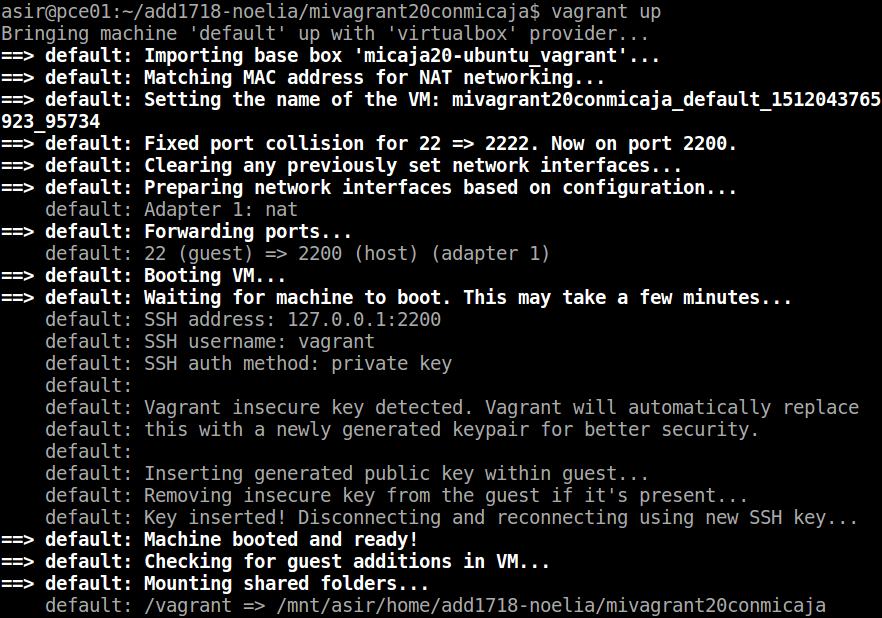 asir@pce01:~/add1718-noelia/mivagrant20conmicaja$ vagrant up
Bringing machine 'default' up with 'virtualbox' provider...
==> default: Importing base box 'micaja20-ubuntu_vagrant'...
==> default: Matching MAC address for NAT networking...
==> default: Setting the name of the VM: mivagrant20conmicaja_default_1512043765
923_95734
==> default: Fixed port collision for 22 => 2222. Now on port 2200.
==> default: Clearing any previously set network interfaces...
==> default: Preparing network interfaces based on configuration...
    default: Adapter 1: nat
==> default: Forwarding ports...
    default: 22 (guest) => 2200 (host) (adapter 1)
==> default: Booting VM...
==> default: Waiting for machine to boot. This may take a few minutes...
    default: SSH address: 127.0.0.1:2200
    default: SSH username: vagrant
    default: SSH auth method: private key
    default:
    default: Vagrant insecure key detected. Vagrant will automatically replace
    default: this with a newly generated keypair for better security.
    default:
    default: Inserting generated public key within guest...
    default: Removing insecure key from the guest if it's present...
    default: Key inserted! Disconnecting and reconnecting using new SSH key...
==> default: Machine booted and ready!
==> default: Checking for guest additions in VM...
==> default: Mounting shared folders...
    default: /vagrant => /mnt/asir/home/add1718-noelia/mivagrant20conmicaja